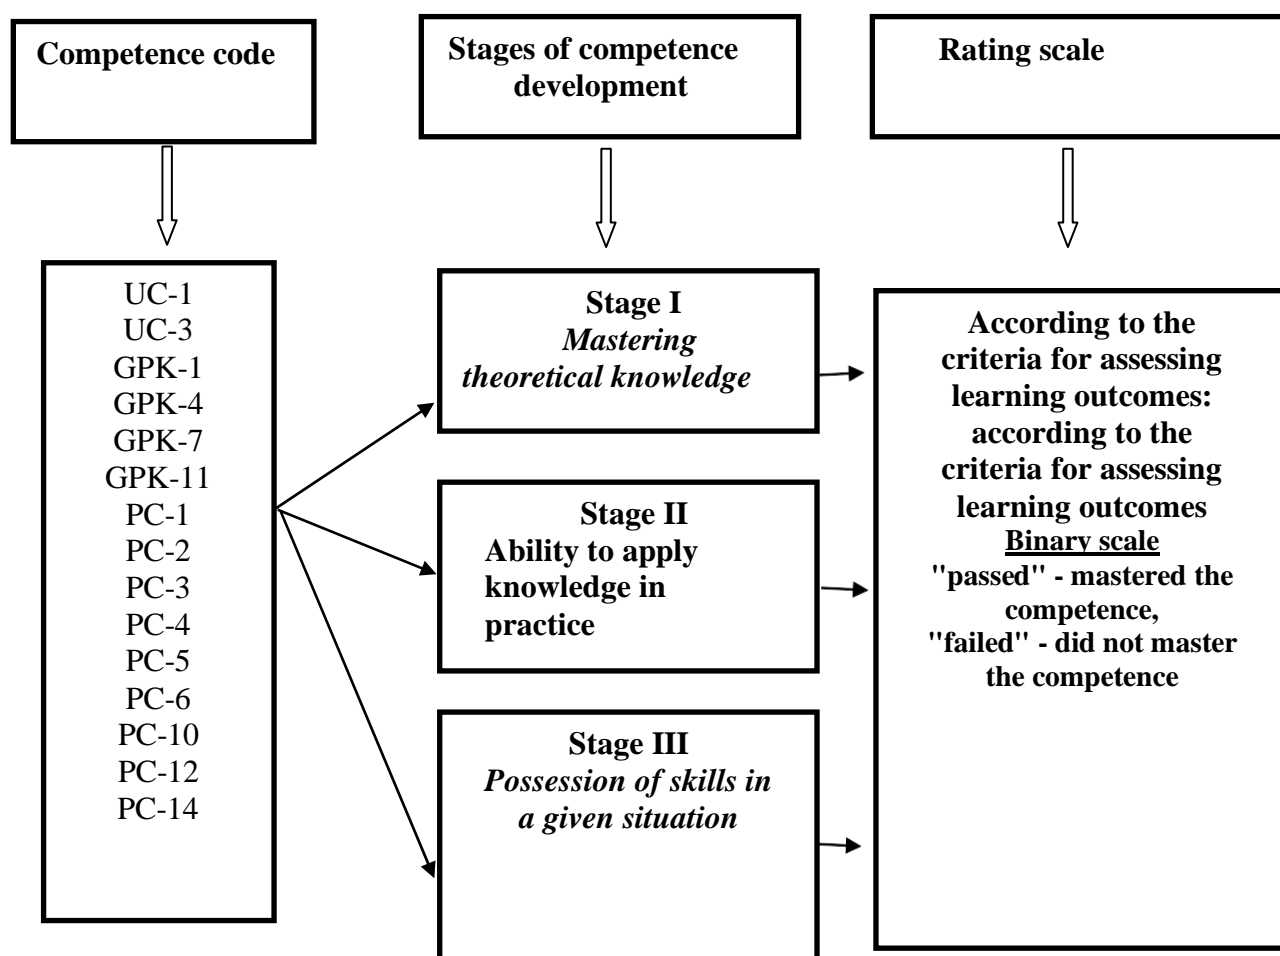 Competence code
Stages of competence
development
Rating scale
UC-1
UC-3
GPK-1
GPK-4
GPK-7
GPK-11
PC-1
PC-2
PC-3
PC-4
PC-5
PC-6
PC-10
PC-12
PC-14
Stage I
Mastering
theoretical knowledge
Stage II
Ability to apply
knowledge in
practice
Stage III
Possession of skills in
a given situation
According to the
criteria for assessing
learning outcomes:
according to the
criteria for assessing
learning outcomes
Binary scale
"passed" - mastered the
competence,
"failed" - did not master
the competence